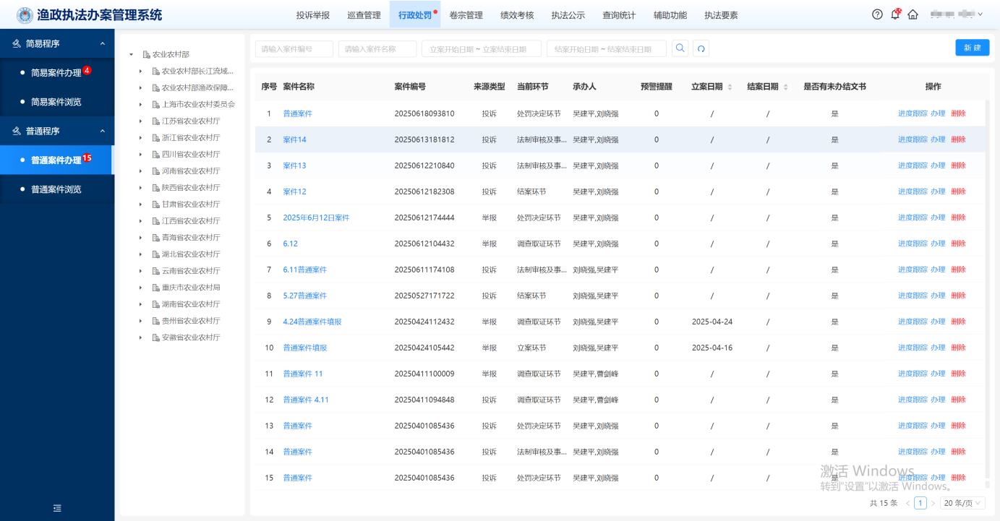 渔政执法办案管理系统
投诉举报 巡查管理 行政处罚 卷宗管理 绩效考核 执法公示 查询统计 辅助功能 执法要素
55
简易程序
简易案件办理 4
简易案件浏览
普通程序
普通案件办理 15
普通案件浏览
农业农村部
农业农村部长江流域...
农业农村部渔政保障...
上海市农业农村委员会
江苏省农业农村厅
浙江省农业农村厅
四川省农业农村厅
河南省农业农村厅
陕西省农业农村厅
甘肃省农业农村厅
江西省农业农村厅
青海省农业农村厅
湖北省农业农村厅
云南省农业农村厅
重庆市农业农村局
湖南省农业农村厅
贵州省农业农村厅
安徽省农业农村厅
请输入案件编号 请输入案件名称 立案开始日期 ~ 立案结束日期 结案开始日期 ~ 结案结束日期 新 建
序号 案件名称 案件编号 来源类型 当前环节 承办人 预警提醒 立案日期 结案日期 是否有未办结文书 操作
1 普通案件 20250618093810 投诉 处罚决定环节 吴建平,刘晓强 0 / / 是 进度跟踪 办理 删除
2 案件14 20250613181812 投诉 法制审核及事... 吴建平,刘晓强 0 / / 是 进度跟踪 办理 删除
3 案件13 20250612210840 投诉 法制审核及事... 吴建平,刘晓强 0 / / 是 进度跟踪 办理 删除
4 案件12 20250612182308 投诉 结案环节 吴建平,刘晓强 0 / / 是 进度跟踪 办理 删除
5 2025年6月12日案件 20250612174444 举报 处罚决定环节 吴建平,刘晓强 0 / / 是 进度跟踪 办理 删除
6 6.12 20250612104432 举报 调查取证环节 吴建平,刘晓强 0 / / 是 进度跟踪 办理 删除
7 6.11普通案件 20250611174108 投诉 法制审核及事... 刘晓强,吴建平 0 / / 是 进度跟踪 办理 删除
8 5.27普通案件 20250527171722 投诉 结案环节 刘晓强,吴建平 0 / / 是 进度跟踪 办理 删除
9 4.24普通案件填报 20250424112432 举报 调查取证环节 刘晓强,吴建平 0 2025-04-24 / 是 进度跟踪 办理 删除
10 普通案件填报 20250424105442 举报 立案环节 刘晓强,吴建平 0 2025-04-16 / 是 进度跟踪 办理 删除
11 普通案件 11 20250411100009 举报 调查取证环节 吴建平,曹剑峰 0 / / 是 进度跟踪 办理 删除
12 普通案件 4.11 20250411094848 投诉 调查取证环节 吴建平,曹剑峰 0 / / 是 进度跟踪 办理 删除
13 普通案件 20250401085436 投诉 处罚决定环节 吴建平,刘晓强 0 / / 是 进度跟踪 办理 删除
14 普通案件 20250401085436 投诉 法制审核及事... 吴建平,刘晓强 0 / / 是 进度跟踪 办理 删除
15 普通案件 20250401085436 投诉 处罚决定环节 吴建平,刘晓强 0 / / 是 进度跟踪 办理 删除
激活 Windows
转到"设置"以激活 Windows。
共 15 条 < 1 > 20 条/页